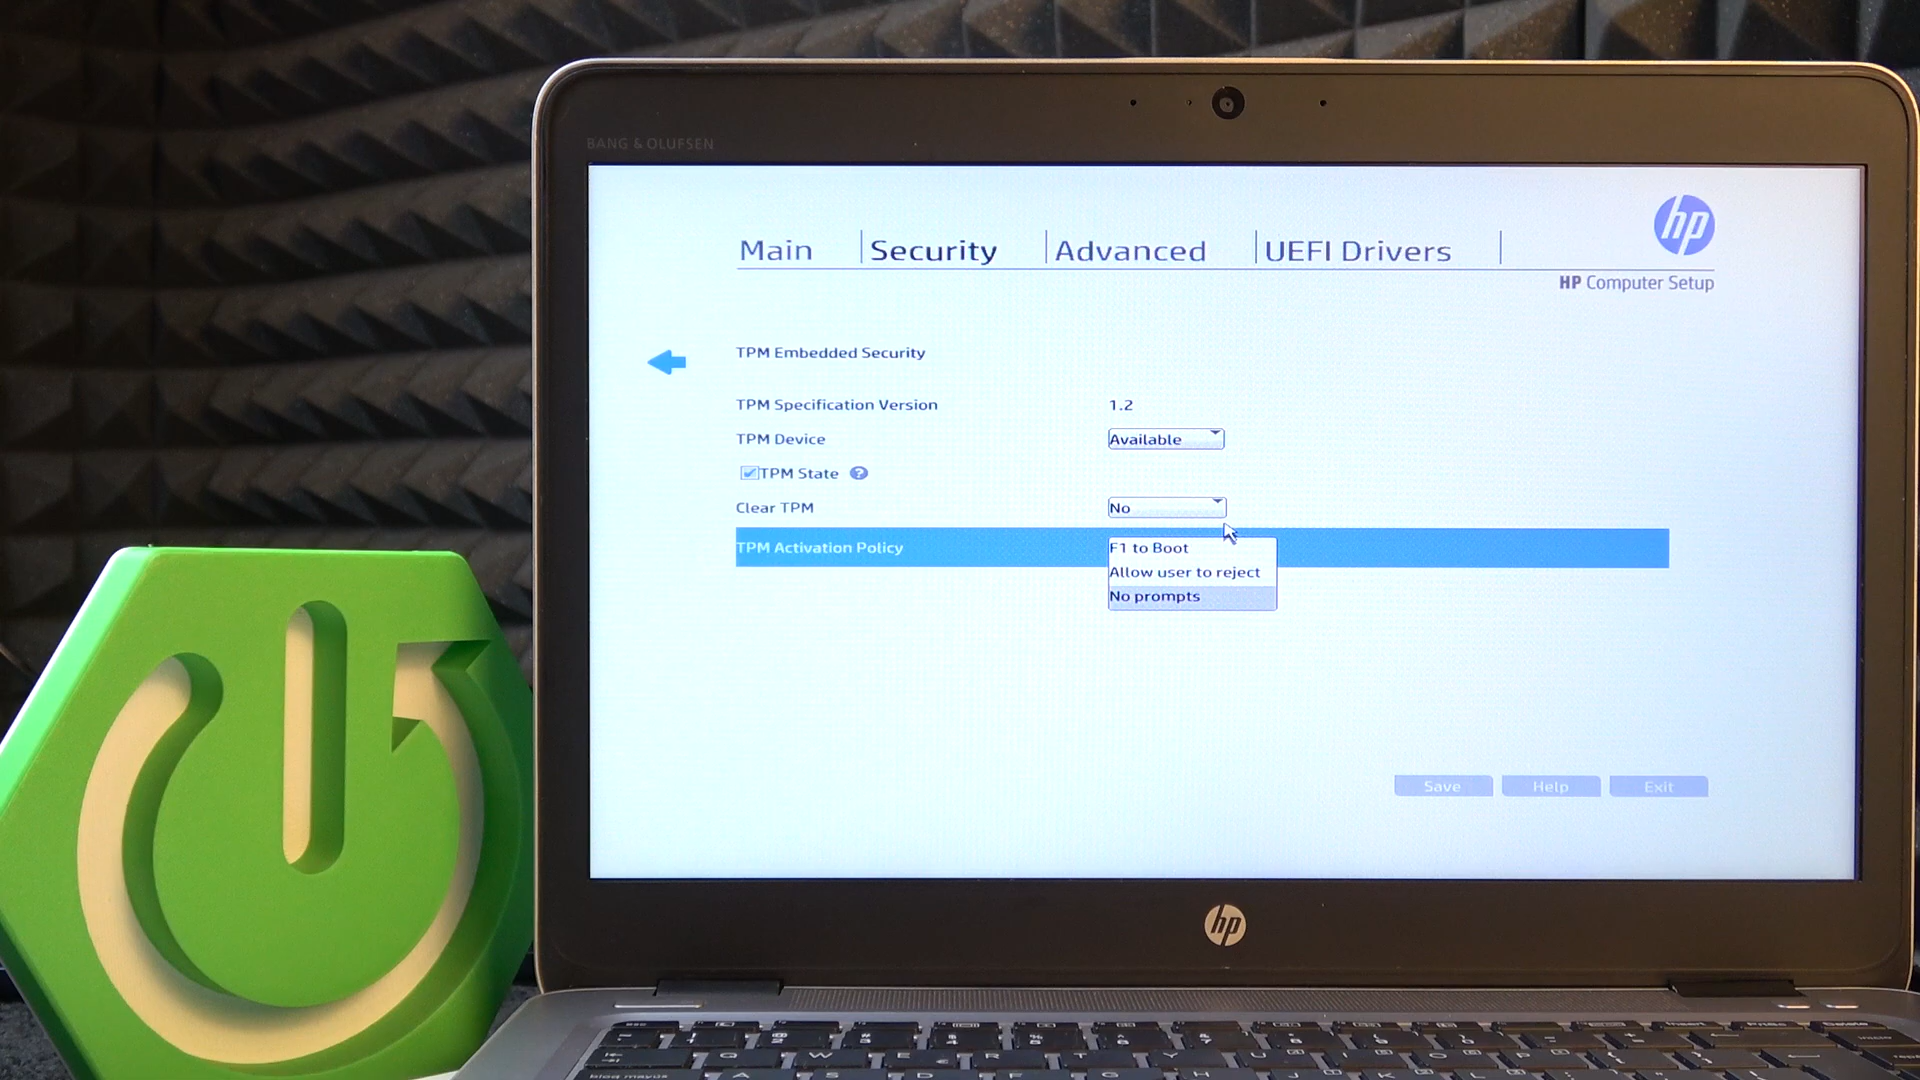 BANG & OLUFSEN
hp
Main Security Advanced UEFI Drivers
HP Computer Setup
TPM Embedded Security
TPM Specification Version 1.2
TPM Device Available
TPM State ?
Clear TPM No
TPM Activation Policy F1 to Boot
Allow user to reject
No prompts
Save Help Exit
hp